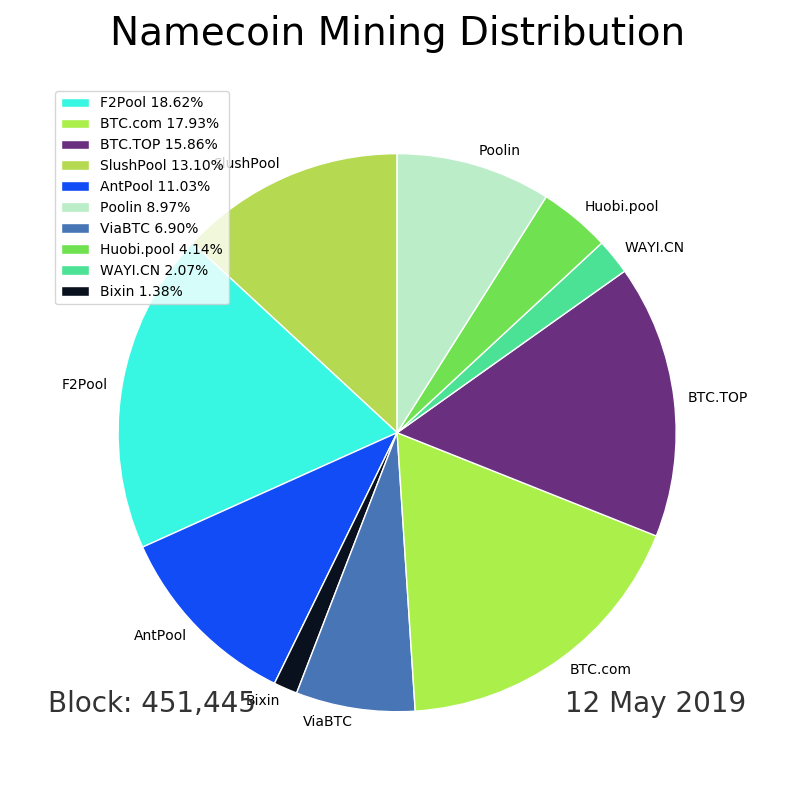 Namecoin Mining Distribution
F2Pool 18.62%
BTC.com 17.93%
BTC.TOP 15.86%
SlushPool 13.10%
AntPool 11.03%
Poolin 8.97%
ViaBTC 6.90%
Huobi.pool 4.14%
WAYI.CN 2.07%
Bixin 1.38%
Poolin
SlushPool
Huobi.pool
WAYI.CN
F2Pool
BTC.TOP
AntPool
BTC.com
Bixin
ViaBTC
Block: 451,445
12 May 2019